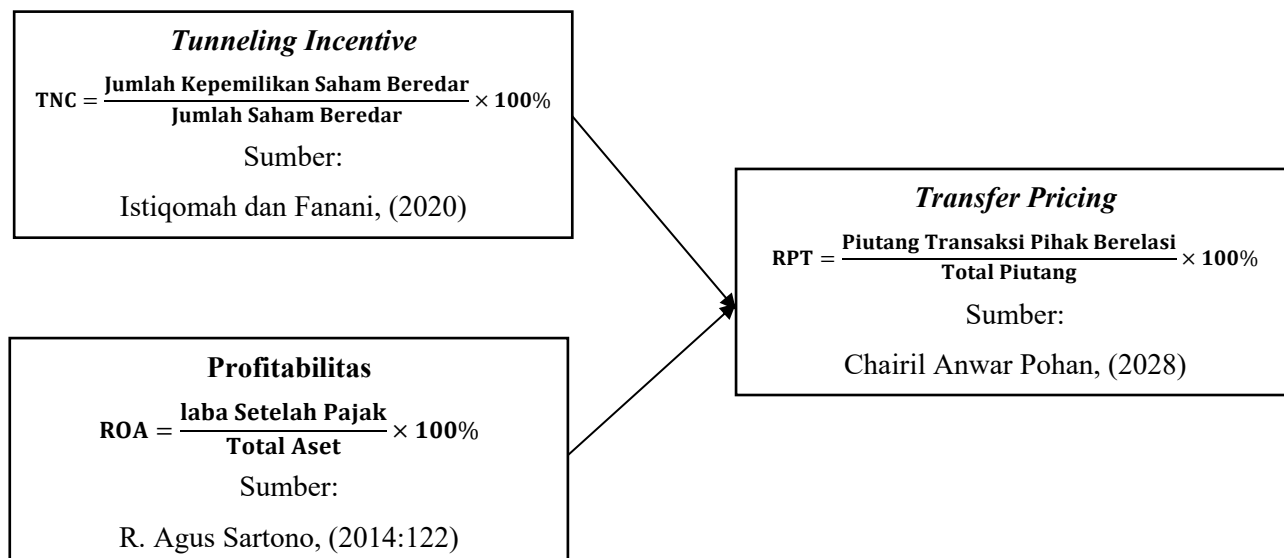 Tunneling Incentive
TNC = Jumlah Kepemilikan Saham Beredar / Jumlah Saham Beredar × 100%
Sumber:
Istiqomah dan Fanani, (2020)
Profitabilitas
ROA = laba Setelah Pajak / Total Aset × 100%
Sumber:
R. Agus Sartono, (2014:122)
Transfer Pricing
RPT = Piutang Transaksi Pihak Berelasi / Total Piutang × 100%
Sumber:
Chairil Anwar Pohan, (2028)